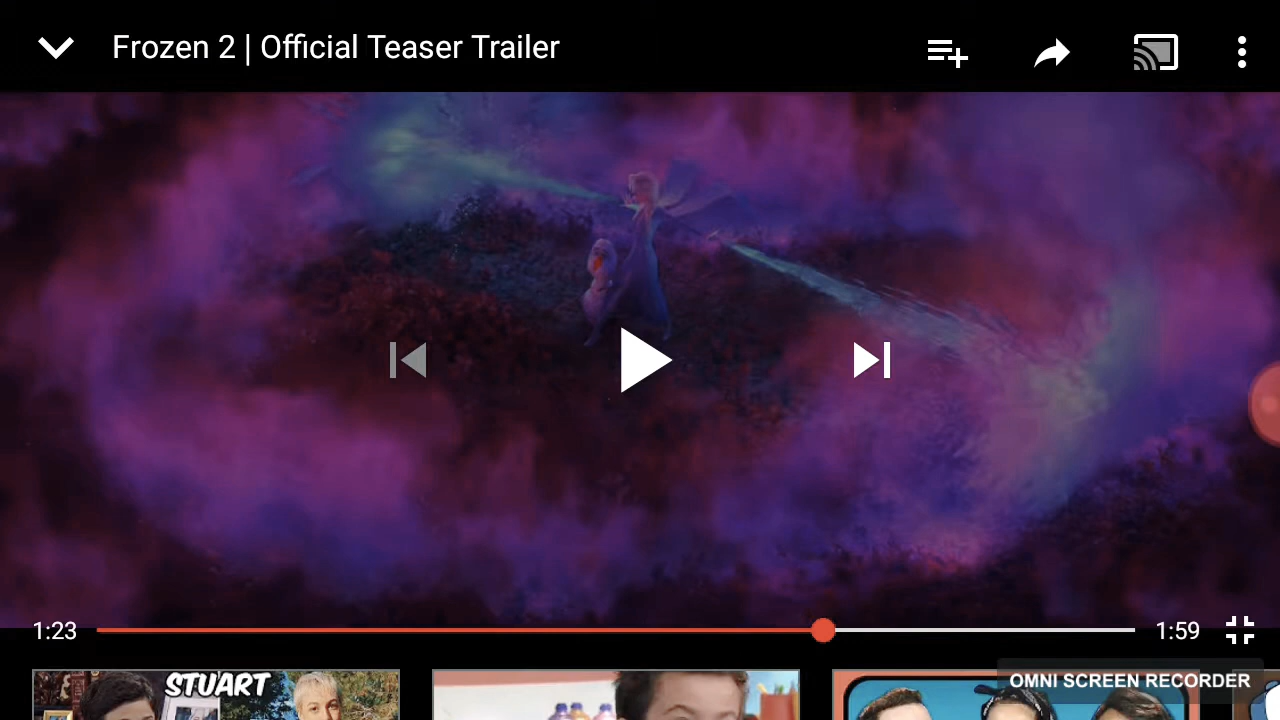 Frozen 2 | Official Teaser Trailer
1:23
1:59
STUART
OMNI SCREEN RECORDER